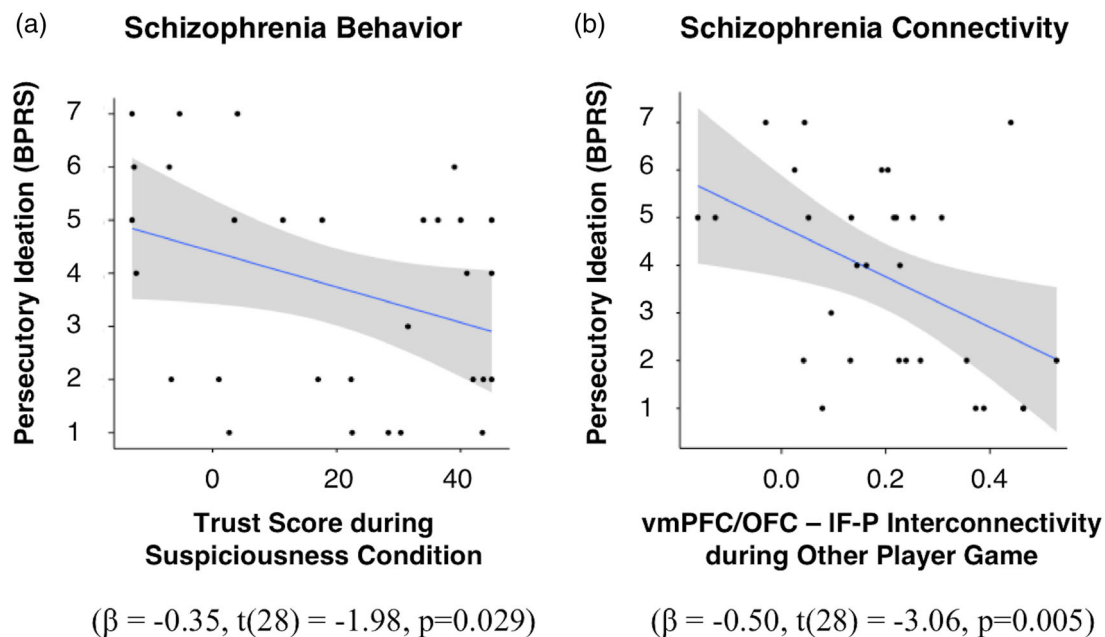 (a) Schizophrenia Behavior
Persecutory Ideation (BPRS)
7
6
5
4
3
2
1
0 20 40
Trust Score during
Suspiciousness Condition
(β = -0.35, t(28) = -1.98, p=0.029)
(b) Schizophrenia Connectivity
Persecutory Ideation (BPRS)
7
6
5
4
3
2
1
0.0 0.2 0.4
vmPFC/OFC – IF-P Interconnectivity
during Other Player Game
(β = -0.50, t(28) = -3.06, p=0.005)